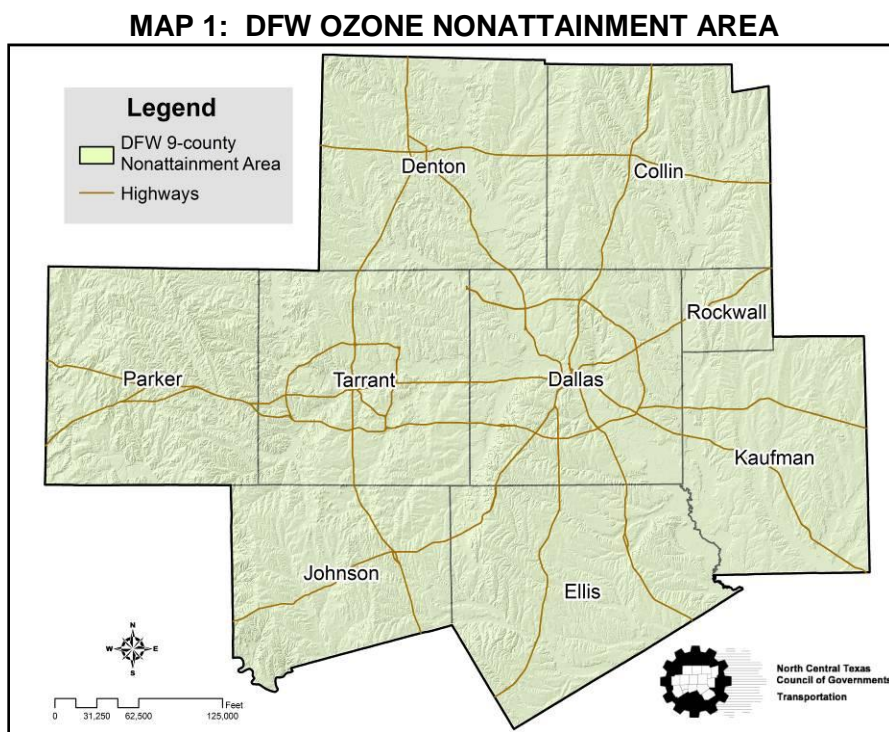 MAP 1: DFW OZONE NONATTAINMENT AREA
Legend
DFW 9-county
Nonattainment Area
Highways
Denton
Collin
Rockwall
Parker
Tarrant
Dallas
Kaufman
Johnson
Ellis
N
W E
S
Feet
0 31,250 62,500 125,000
North Central Texas
Council of Governments
Transportation